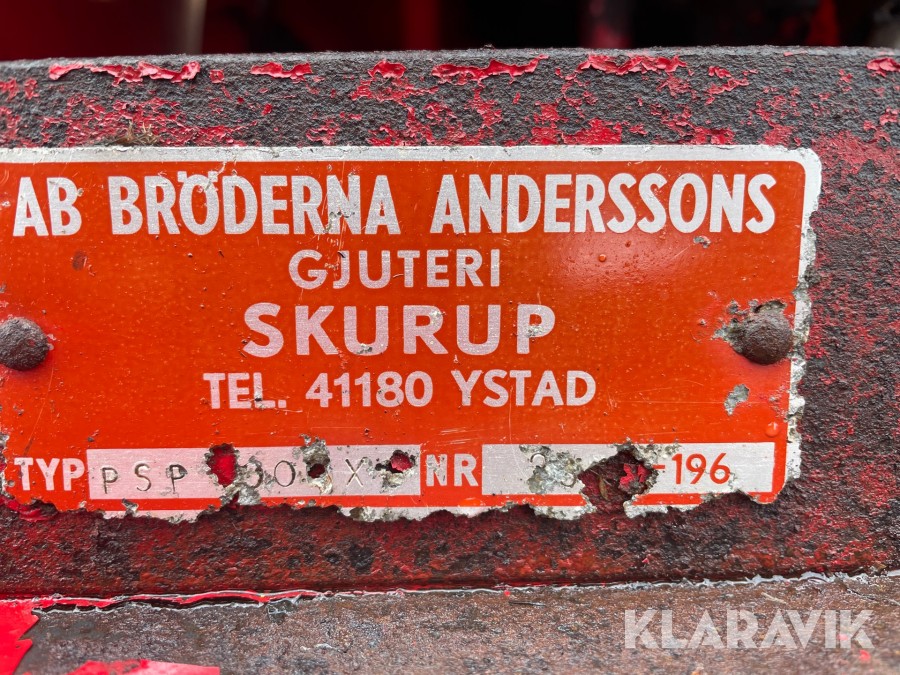 AB BRÖDERNA ANDERSSONS
GJUTERI
SKURUP
TEL. 41180 YSTAD
TYP PSP NR -196
KLARAVIK